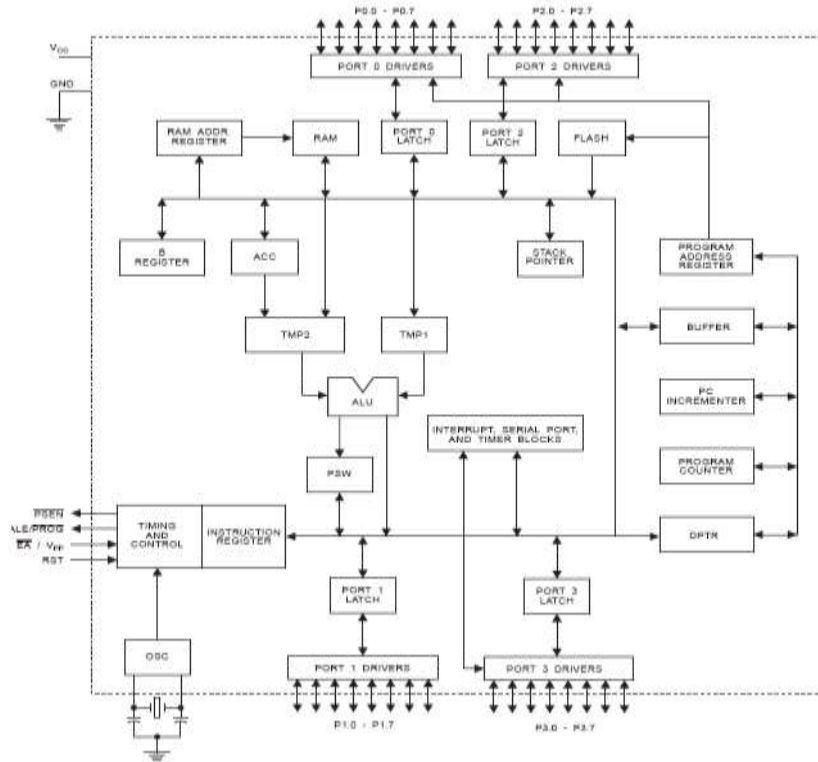 P0.0 - P0.7
P2.0 - P2.7
VCC
PORT 0 DRIVERS
PORT 2 DRIVERS
GND
RAM ADDR.
REGISTER
RAM
PORT 0
LATCH
PORT 2
LATCH
FLASH
B
REGISTER
ACC
STACK
POINTER
PROGRAM
ADDRESS
REGISTER
TMP2
TMP1
BUFFER
ALU
PC
INCREMENTER
INTERRUPT, SERIAL PORT,
AND TIMER BLOCKS
PSW
PROGRAM
COUNTER
PSEN
ALE/PROG
EA / VPP
RST
TIMING
AND
CONTROL
INSTRUCTION
REGISTER
DPTR
PORT 1
LATCH
PORT 3
LATCH
OSC
PORT 1 DRIVERS
PORT 3 DRIVERS
P1.0 - P1.7
P3.0 - P3.7